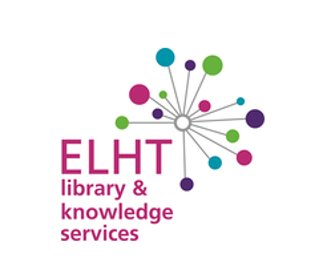 ELHT
library &
knowledge
services